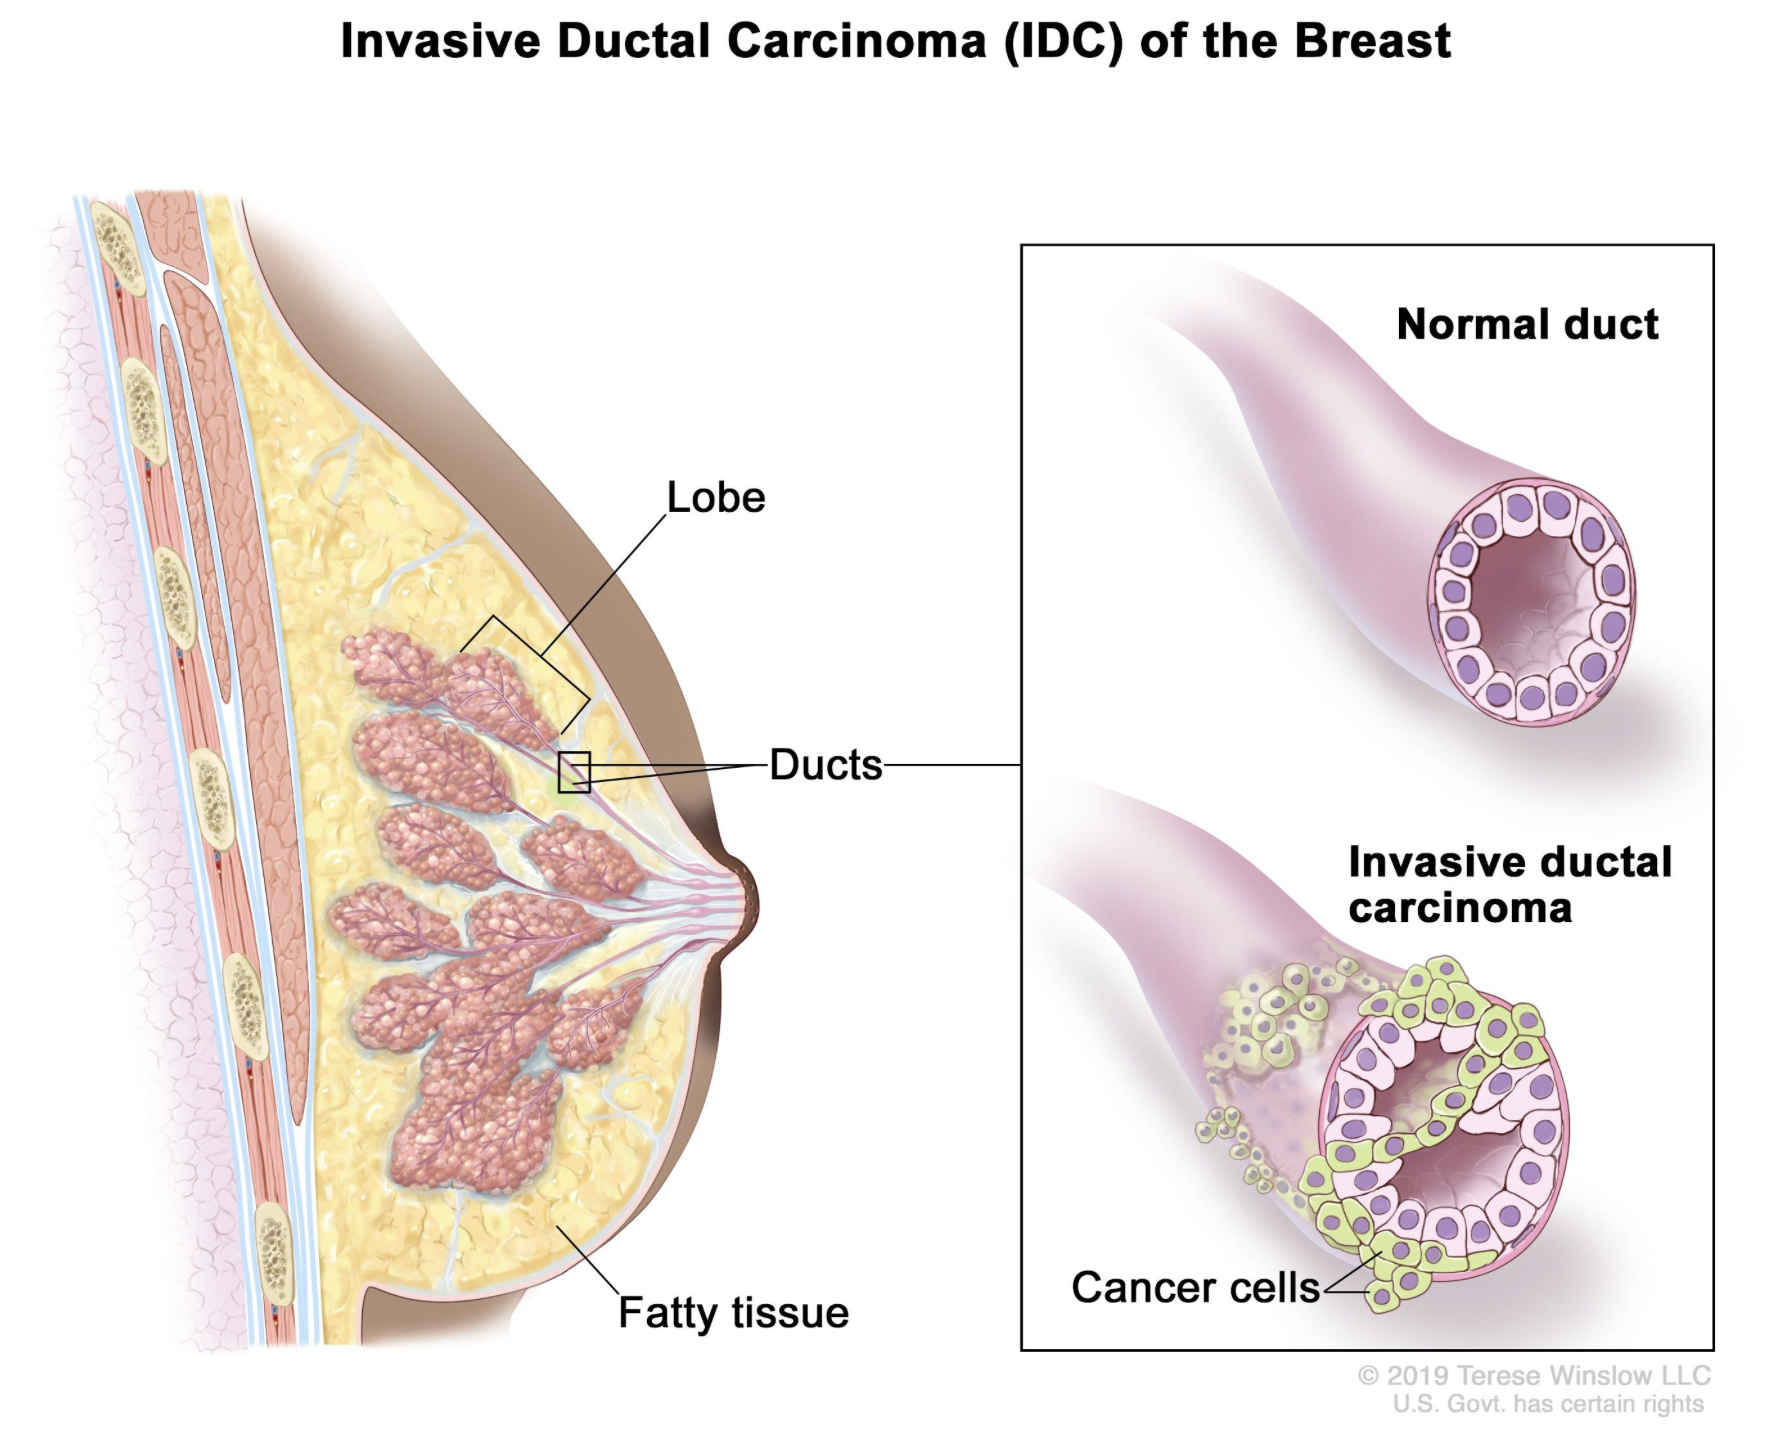 Invasive Ductal Carcinoma (IDC) of the Breast
Lobe
Ducts
Fatty tissue
Normal duct
Invasive ductal
carcinoma
Cancer cells
© 2019 Terese Winslow LLC
U.S. Govt. has certain rights